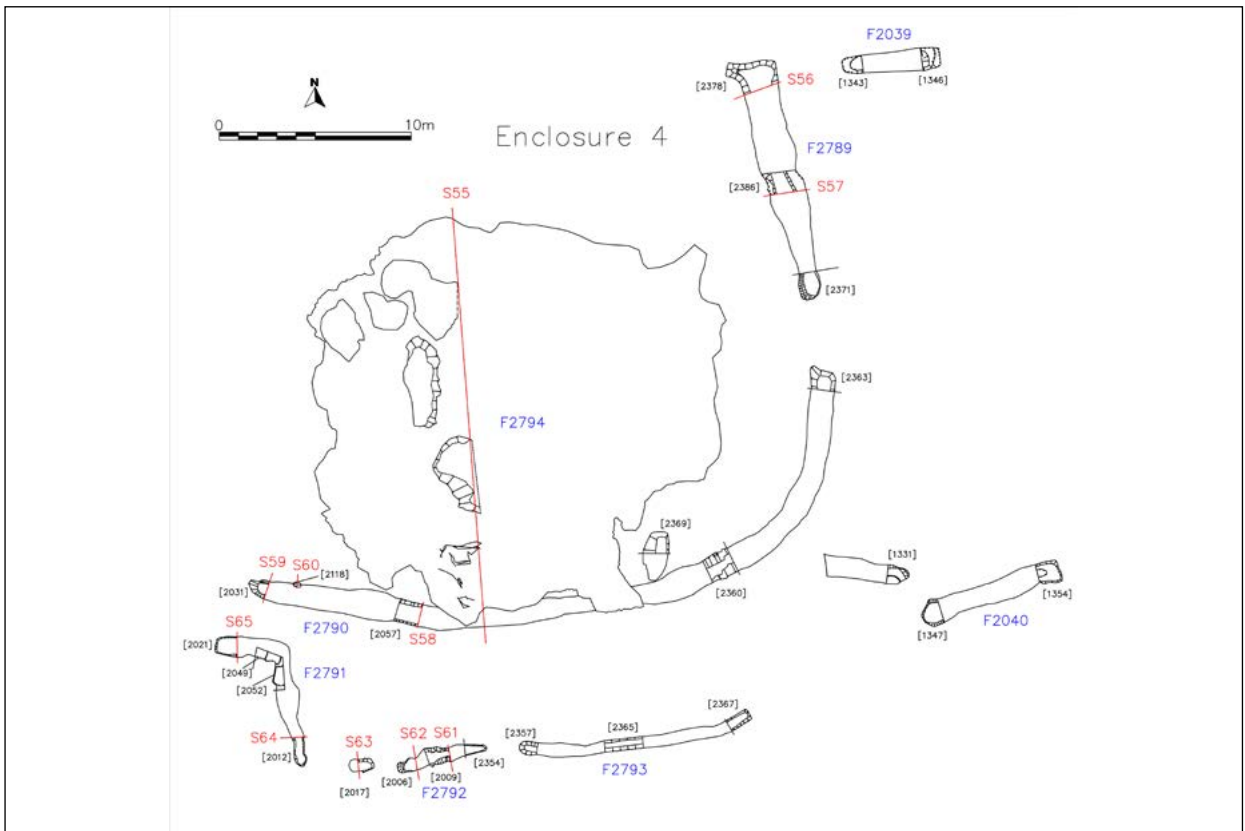 F2039
[1343]
[1346]
S56
[2378]
N
0
10m
Enclosure 4
F2789
[2386]
S57
S55
[2371]
[2363]
F2794
[2369]
[1331]
S59
S60
[2118]
[2031]
[2360]
[1354]
F2790
[2057]
S58
[1347]
F2040
S65
[2021]
[2049]
F2791
[2052]
[2367]
S64
S63
S62
S61
[2357]
[2365]
[2012]
[2354]
[2006]
[2009]
F2793
[2017]
F2792